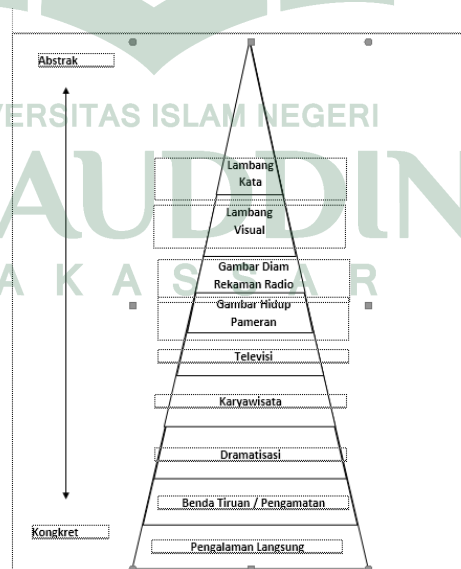 Abstrak
VERSITAS ISLAM NEGERI
AUDDIN
A K A S S A R
Lambang
Kata
Lambang
Visual
Gambar Diam
Rekaman Radio
Gambar Hidup
Pameran
Televisi
Karyawisata
Dramatisasi
Benda Tiruan / Pengamatan
Kongkret
Pengalaman Langsung